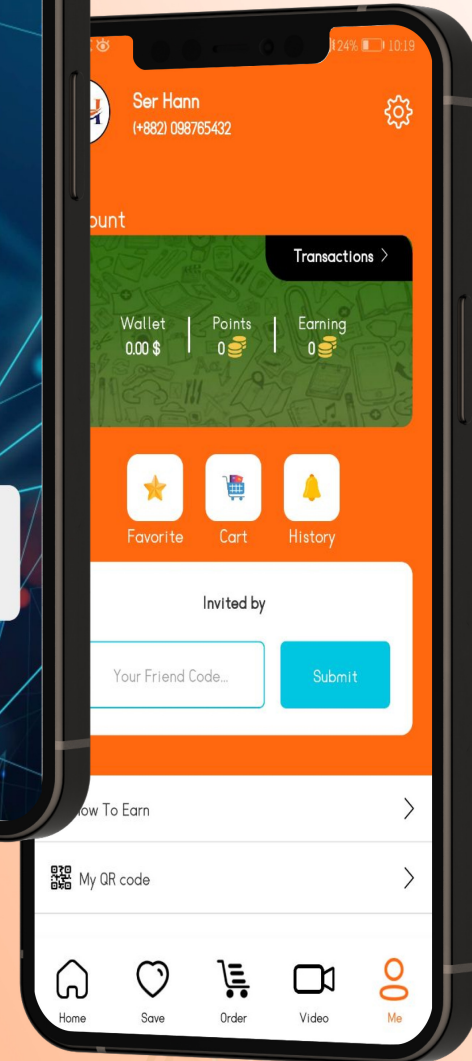 24% 10:19
Ser Hann
(+882) 098765432
ount
Transactions >
Wallet Points Earning
0.00 $ 0 0
Favorite Cart History
Invited by
Your Friend Code... Submit
ow To Earn
My QR code
Home Save Order Video Me